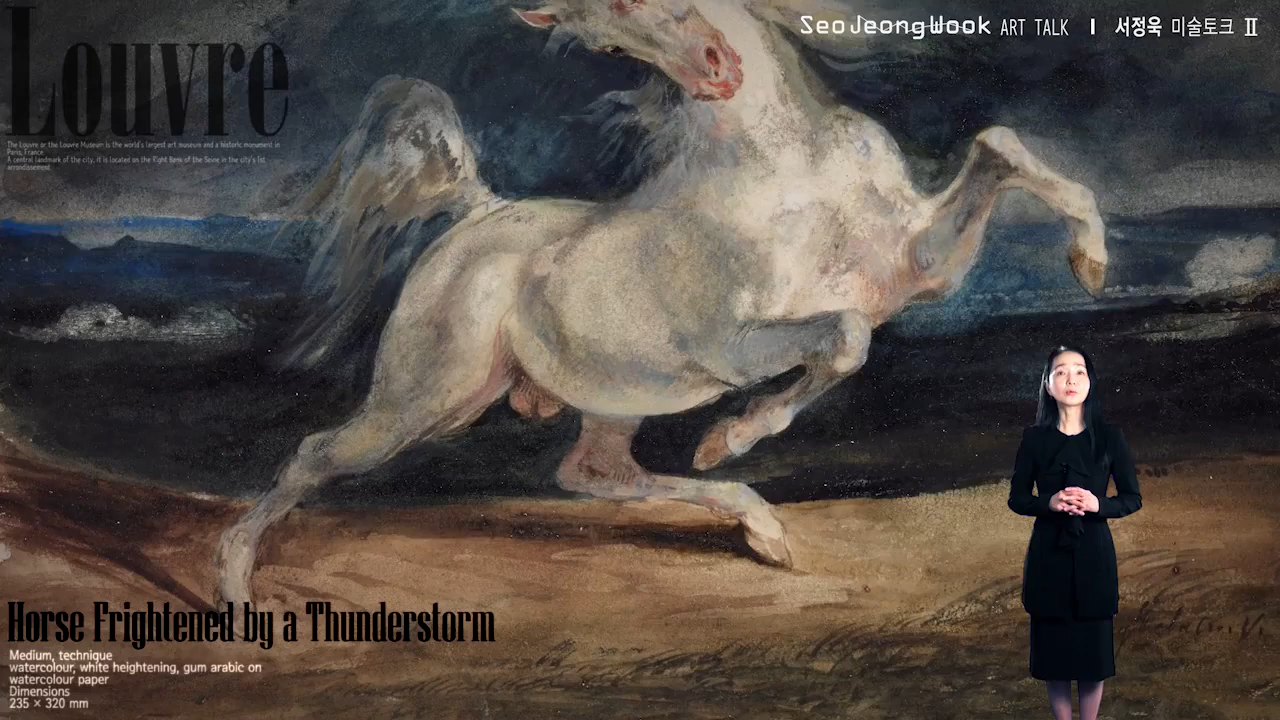 Louvre
The Louvre or the Louvre Museum is the world's largest art museum and a historic monument in
Paris, France.
A central landmark of the city, it is located on the Right Bank of the Seine in the city's 1st
arrondissement
SeoJeongWook ART TALK I 서정욱 미술토크 II
Horse Frightened by a Thunderstorm
Medium, technique
watercolour, white heightening, gum arabic on
watercolour paper
Dimensions
235 × 320 mm